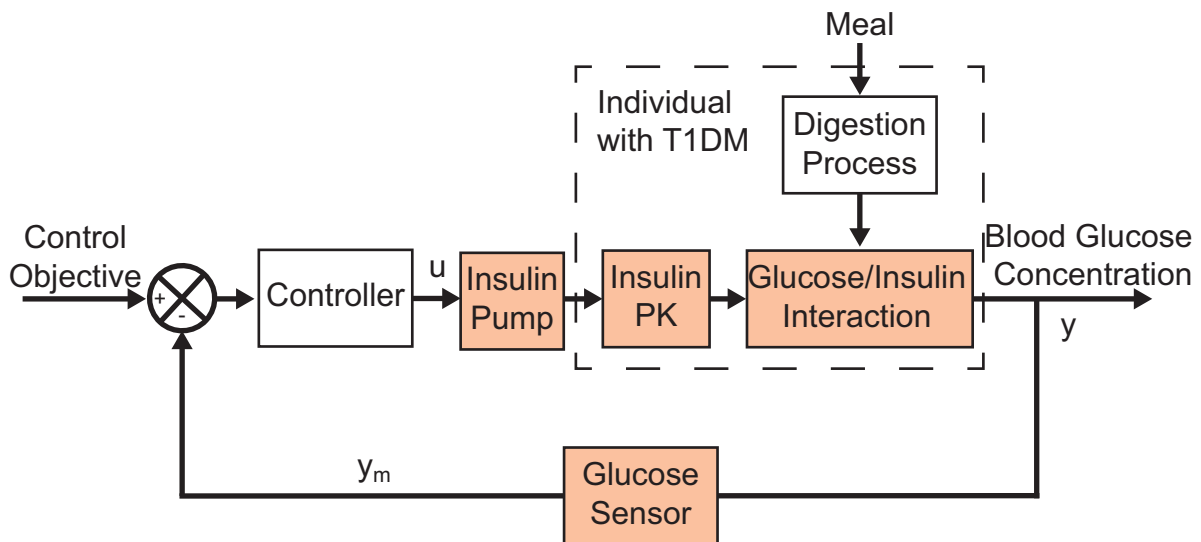 Meal
Individual
with T1DM
Digestion
Process
Control
Objective
+
-
Controller
u
Insulin
Pump
Insulin
PK
Glucose/Insulin
Interaction
Blood Glucose
Concentration
y
yₘ
Glucose
Sensor